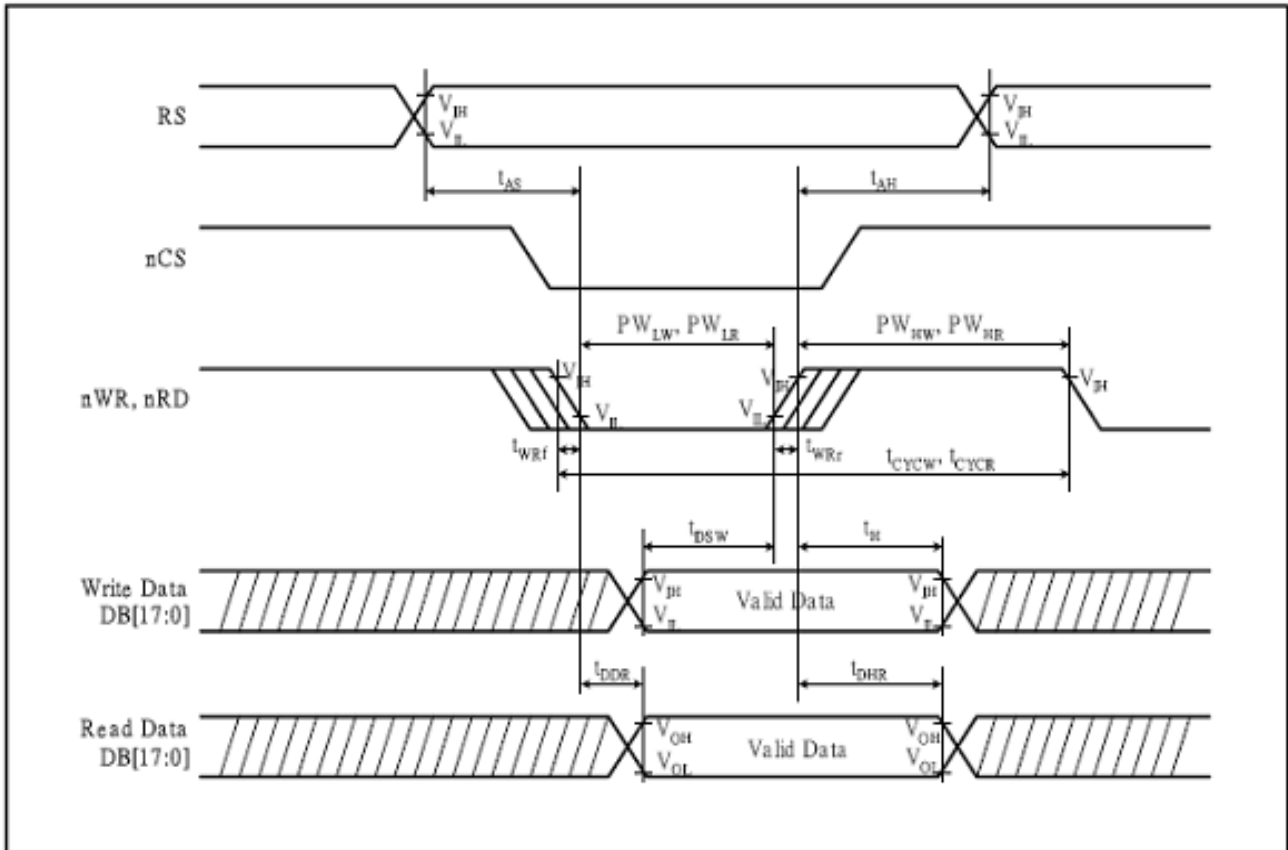 RS
V_IH
V_IL
V_IH
V_IL
t_AS
t_AH
nCS
PW_LW, PW_LR
PW_HW, PW_HR
nWR, nRD
V_IH
V_IL
V_IH
V_IL
V_IH
t_WRf
t_WRr
t_CYCW, t_CYCR
t_DSW
t_H
Write Data
DB[17:0]
V_IH
V_IL
Valid Data
V_IH
V_IL
t_DDR
t_DHR
Read Data
DB[17:0]
V_OH
V_OL
Valid Data
V_OH
V_OL